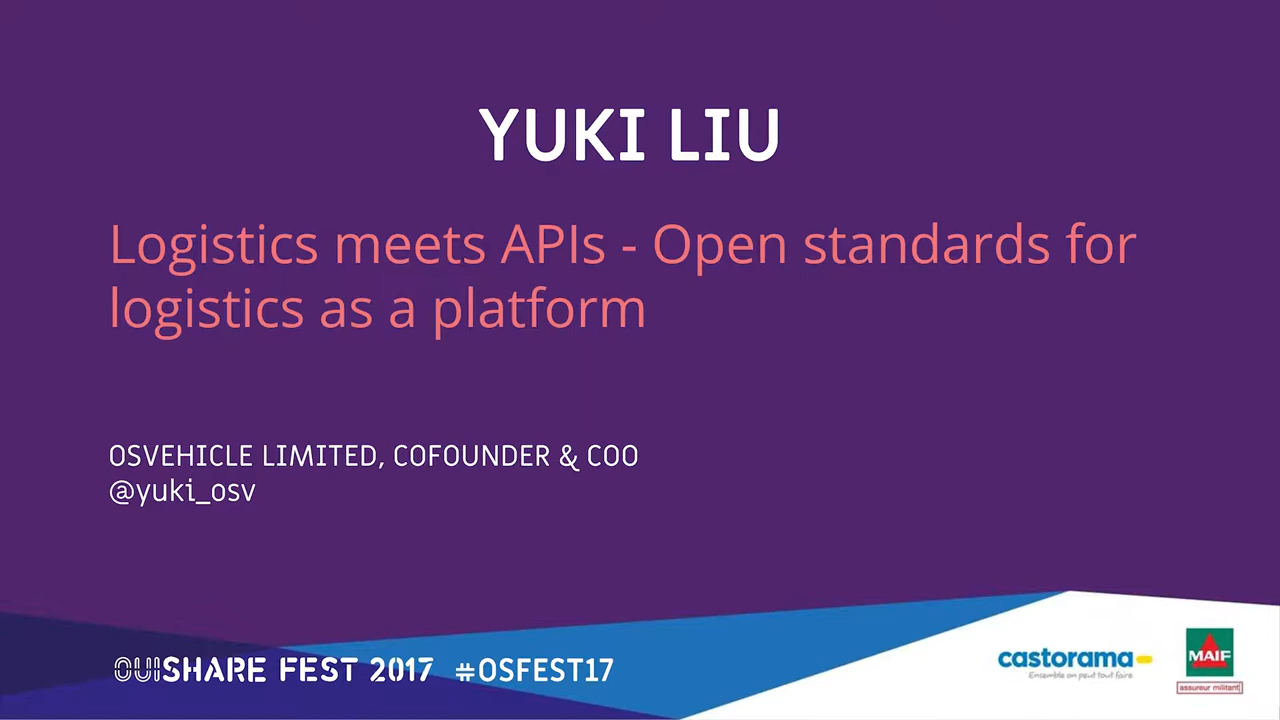 YUKI LIU
Logistics meets APIs - Open standards for
logistics as a platform
OSVEHICLE LIMITED, COFOUNDER & COO
@yuki_osv
OUISHARE FEST 2017 #OSFEST17
castorama
Ensemble on peut tout faire
MAIF
assureur militant